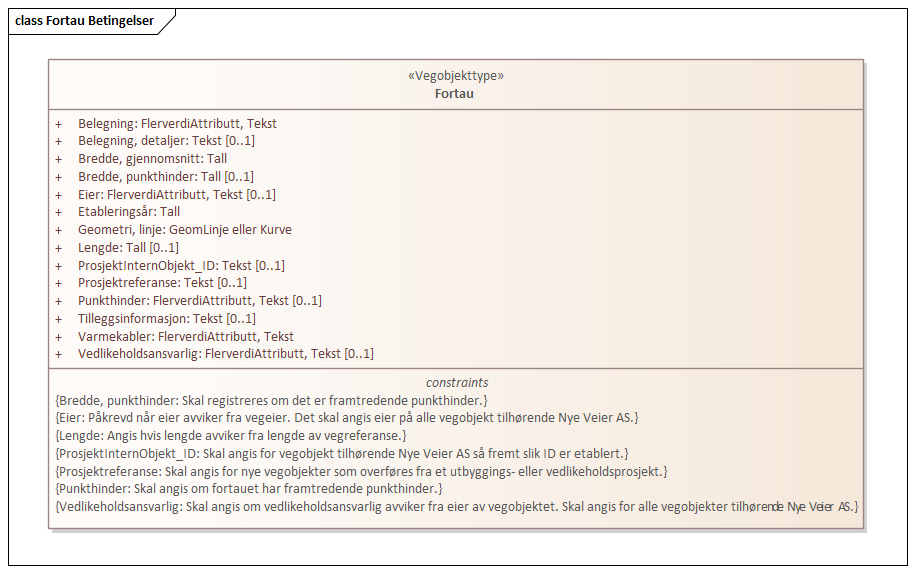 class Fortau Betingelser
«Vegobjekttype»
Fortau
+ Belegning: FlerverdiAttributt, Tekst
+ Belegning, detaljer: Tekst [0..1]
+ Bredde, gjennomsnitt: Tall
+ Bredde, punkthinder: Tall [0..1]
+ Eier: FlerverdiAttributt, Tekst [0..1]
+ Etableringsår: Tall
+ Geometri, linje: GeomLinje eller Kurve
+ Lengde: Tall [0..1]
+ ProsjektInternObjekt_ID: Tekst [0..1]
+ Prosjektreferanse: Tekst [0..1]
+ Punkthinder: FlerverdiAttributt, Tekst [0..1]
+ Tilleggsinformasjon: Tekst [0..1]
+ Varmekabler: FlerverdiAttributt, Tekst
+ Vedlikeholdsansvarlig: FlerverdiAttributt, Tekst [0..1]
constraints
{Bredde, punkthinder: Skal registreres om det er framtredende punkthinder.}
{Eier: Påkrevd når eier avviker fra vegeier. Det skal angis eier på alle vegobjekt tilhørende Nye Veier AS.}
{Lengde: Angis hvis lengde avviker fra lengde av vegreferanse.}
{ProsjektInternObjekt_ID: Skal angis for vegobjekt tilhørende Nye Veier AS så fremt slik ID er etablert.}
{Prosjektreferanse: Skal angis for nye vegobjekter som overføres fra et utbyggings- eller vedlikeholdsprosjekt.}
{Punkthinder: Skal angis om fortauet har framtredende punkthinder.}
{Vedlikeholdsansvarlig: Skal angis om vedlikeholdsansvarlig avviker fra eier av vegobjektet. Skal angis for alle vegobjekter tilhørende Nye Veier AS.}